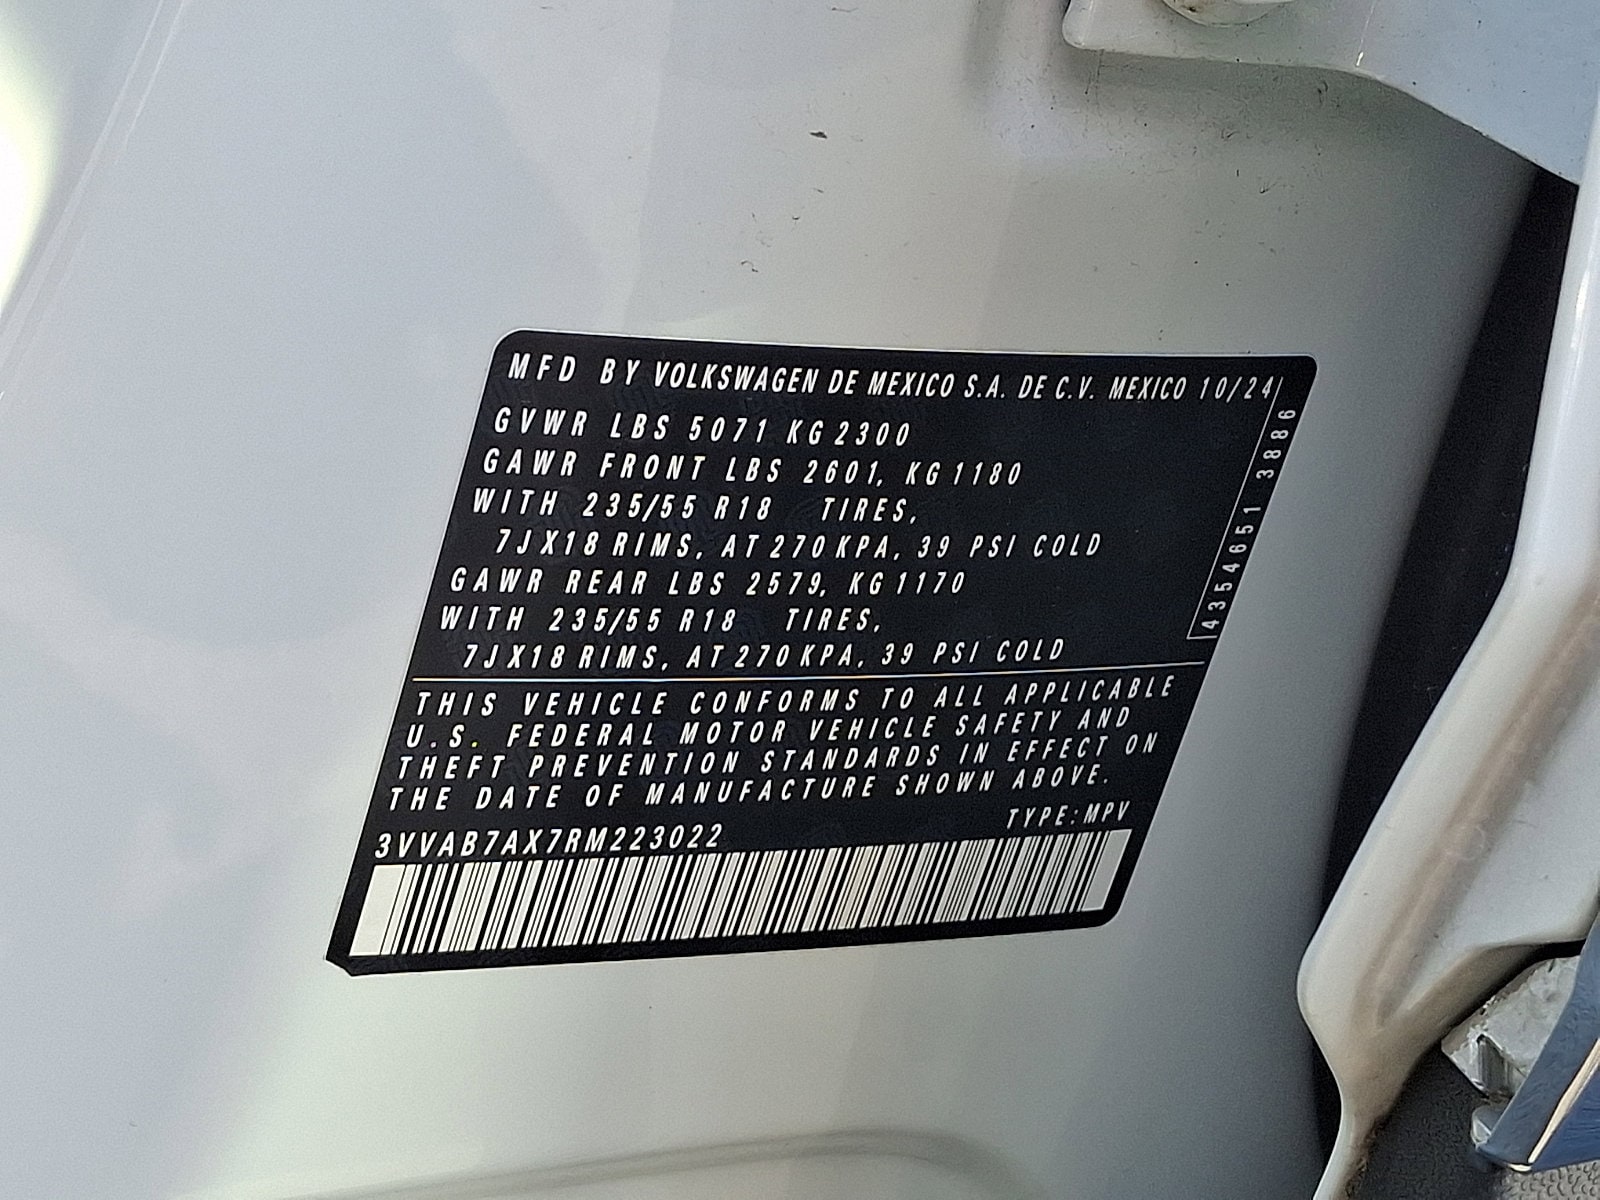 MFD BY VOLKSWAGEN DE MEXICO S.A. DE C.V. MEXICO 10/24
GVWR LBS 5071 KG 2300
GAWR FRONT LBS 2601, KG 1180
WITH 235/55 R18 TIRES,
7JX18 RIMS, AT 270 KPA, 39 PSI COLD
GAWR REAR LBS 2579, KG 1170
WITH 235/55 R18 TIRES,
7JX18 RIMS, AT 270 KPA, 39 PSI COLD
4354651 3886
THIS VEHICLE CONFORMS TO ALL APPLICABLE
U.S. FEDERAL MOTOR VEHICLE SAFETY AND
THEFT PREVENTION STANDARDS IN EFFECT ON
THE DATE OF MANUFACTURE SHOWN ABOVE.
TYPE: MPV
3VVAB7AX7RM223022